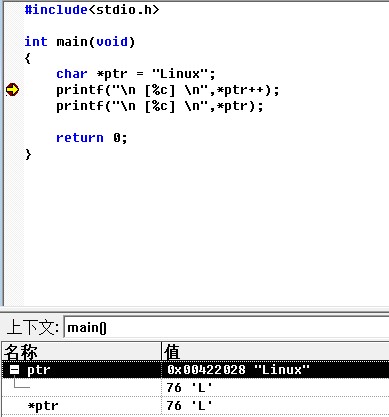 #include<stdio.h>
int main(void)
{
char *ptr = "Linux";
printf("\n [%c] \n",*ptr++);
printf("\n [%c] \n",*ptr);
return 0;
}
上下文: main()
名称 值
ptr 0x00422028 "Linux"
76 'L'
*ptr 76 'L'